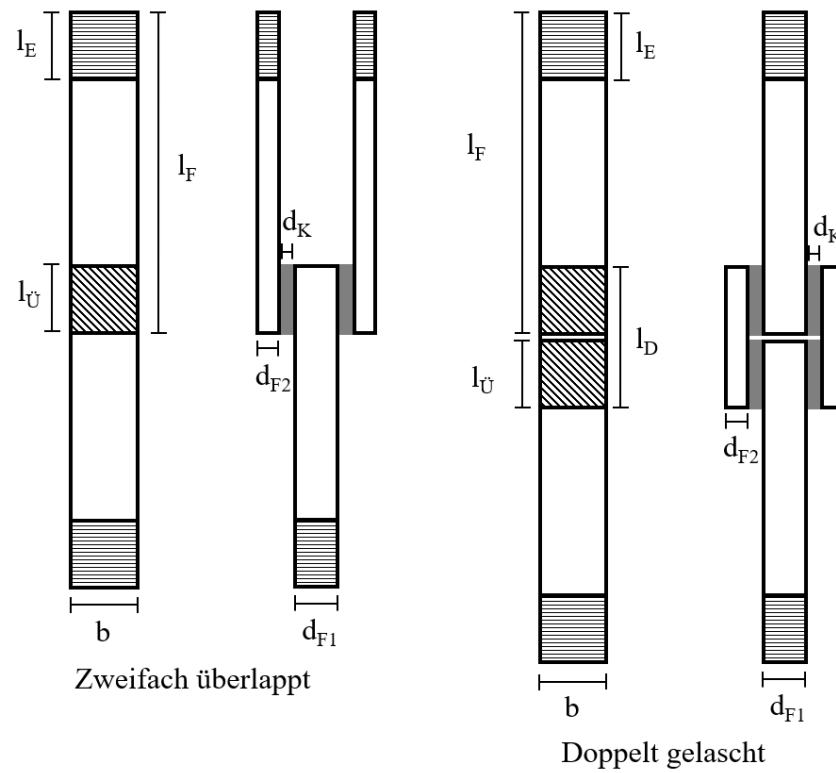 l_E
l_F
d_K
l_Ü
d_F2
b
d_F1
Zweifach überlappt
l_E
l_F
d_K
l_D
l_Ü
d_F2
b
d_F1
Doppelt gelascht